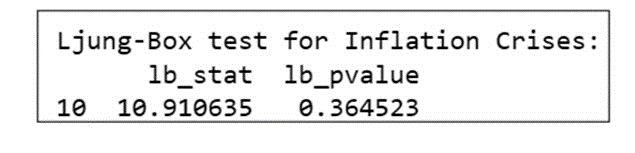 Ljung-Box test for Inflation Crises:
lb_stat lb_pvalue
10 10.910635 0.364523